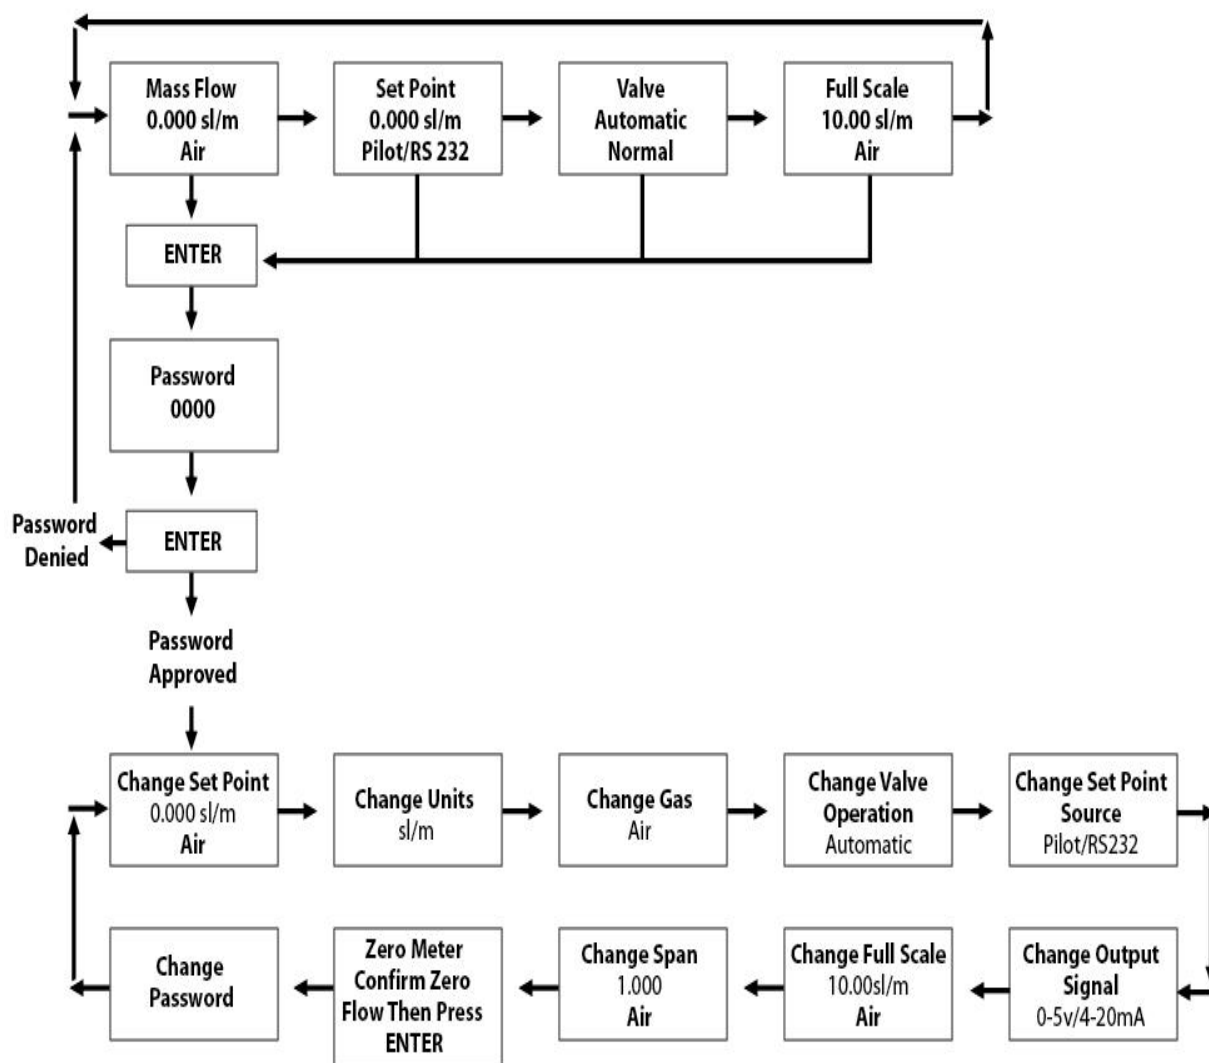 Mass Flow
0.000 sl/m
Air
Set Point
0.000 sl/m
Pilot/RS 232
Valve
Automatic
Normal
Full Scale
10.00 sl/m
Air
ENTER
Password
0000
Password
Denied
ENTER
Password
Approved
Change Set Point
0.000 sl/m
Air
Change Units
sl/m
Change Gas
Air
Change Valve
Operation
Automatic
Change Set Point
Source
Pilot/RS232
Change
Password
Zero Meter
Confirm Zero
Flow Then Press
ENTER
Change Span
1.000
Air
Change Full Scale
10.00sl/m
Air
Change Output
Signal
0-5v/4-20mA